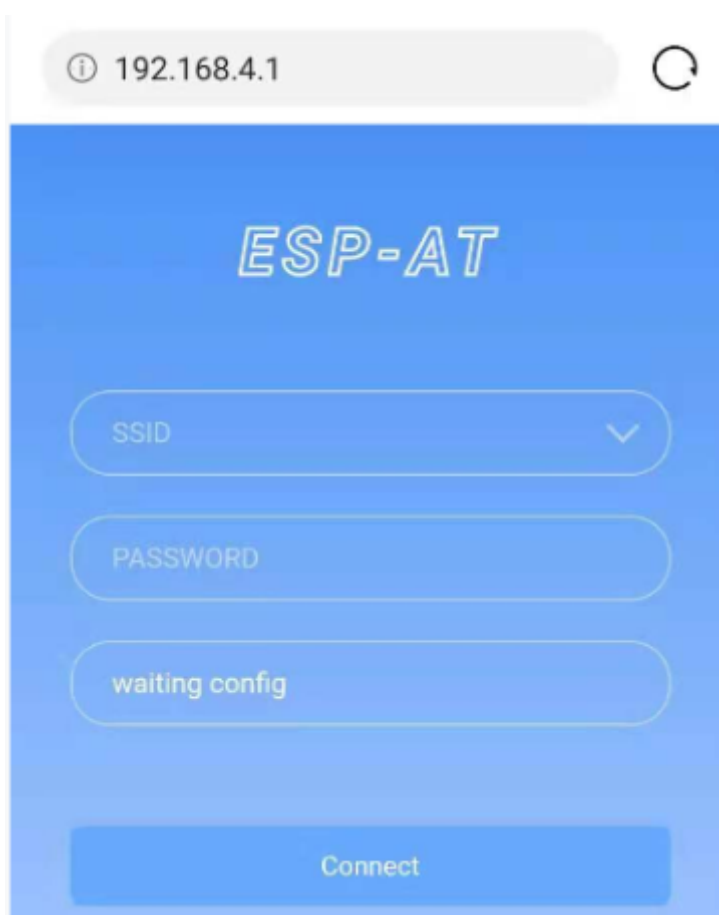 192.168.4.1
ESP-AT
SSID
PASSWORD
waiting config
Connect